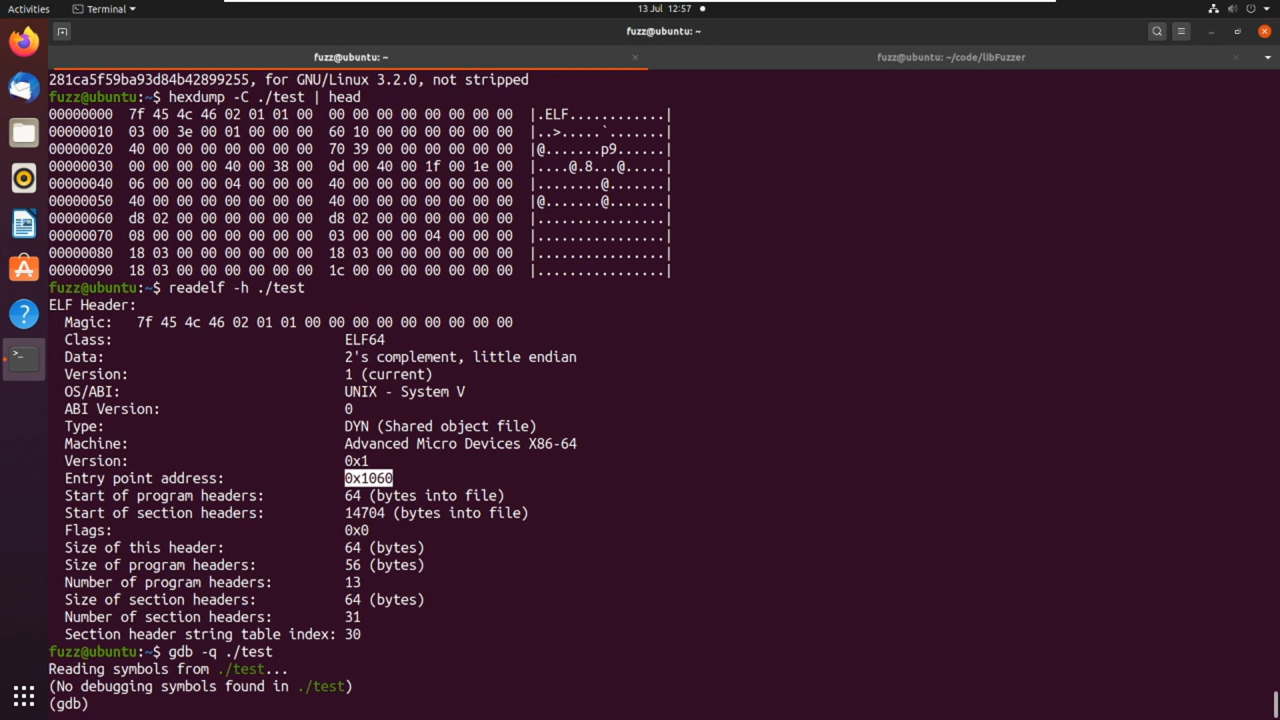 Activities
Terminal
13 Jul 12:57
fuzz@ubuntu: ~
fuzz@ubuntu: ~
fuzz@ubuntu: ~/code/libFuzzer
281ca5f59ba93d84b42899255, for GNU/Linux 3.2.0, not stripped
fuzz@ubuntu:~$ hexdump -C ./test | head
00000000  7f 45 4c 46 02 01 01 00  00 00 00 00 00 00 00 00  |.ELF............|
00000010  03 00 3e 00 01 00 00 00  60 10 00 00 00 00 00 00  |..>.....`.......|
00000020  40 00 00 00 00 00 00 00  70 39 00 00 00 00 00 00  |@.......p9......|
00000030  00 00 00 00 40 00 38 00  0d 00 40 00 1f 00 1e 00  |....@.8...@.....|
00000040  06 00 00 00 04 00 00 00  40 00 00 00 00 00 00 00  |........@.......|
00000050  40 00 00 00 00 00 00 00  40 00 00 00 00 00 00 00  |@.......@.......|
00000060  d8 02 00 00 00 00 00 00  d8 02 00 00 00 00 00 00  |................|
00000070  08 00 00 00 00 00 00 00  03 00 00 00 04 00 00 00  |................|
00000080  18 03 00 00 00 00 00 00  18 03 00 00 00 00 00 00  |................|
00000090  18 03 00 00 00 00 00 00  1c 00 00 00 00 00 00 00  |................|
fuzz@ubuntu:~$ readelf -h ./test
ELF Header:
  Magic:   7f 45 4c 46 02 01 01 00 00 00 00 00 00 00 00 00
  Class:                             ELF64
  Data:                              2's complement, little endian
  Version:                           1 (current)
  OS/ABI:                            UNIX - System V
  ABI Version:                       0
  Type:                              DYN (Shared object file)
  Machine:                           Advanced Micro Devices X86-64
  Version:                           0x1
  Entry point address:               0x1060
  Start of program headers:          64 (bytes into file)
  Start of section headers:          14704 (bytes into file)
  Flags:                             0x0
  Size of this header:               64 (bytes)
  Size of program headers:           56 (bytes)
  Number of program headers:         13
  Size of section headers:           64 (bytes)
  Number of section headers:         31
  Section header string table index: 30
fuzz@ubuntu:~$ gdb -q ./test
Reading symbols from ./test...
(No debugging symbols found in ./test)
(gdb)